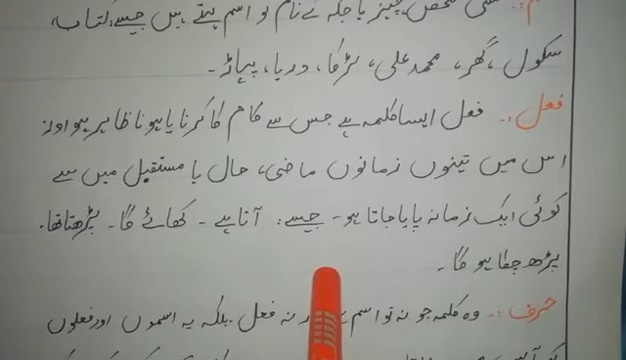 کسی شخص، چیز یا جگہ کے نام کو اسم کہتے ہیں جیسے: کتاب،
سکول، گھر، محمد علی، لڑکا، دریا، پہاڑ۔
فعل:۔ فعل ایسا کلمہ ہے جس سے کام کا کرنا یا ہونا ظاہر ہو اور
اس میں تینوں زمانوں ماضی، حال یا مستقبل میں سے
کوئی ایک زمانہ پایا جاتا ہو۔ جیسے: آتا ہے۔ کھائے گا۔ پڑھتا تھا۔
پڑھ چکا ہو گا۔
حرف:۔ وہ کلمہ جو نہ تو اسم نہ فعل۔ بلکہ یہ اسموں اور فعلوں
کو